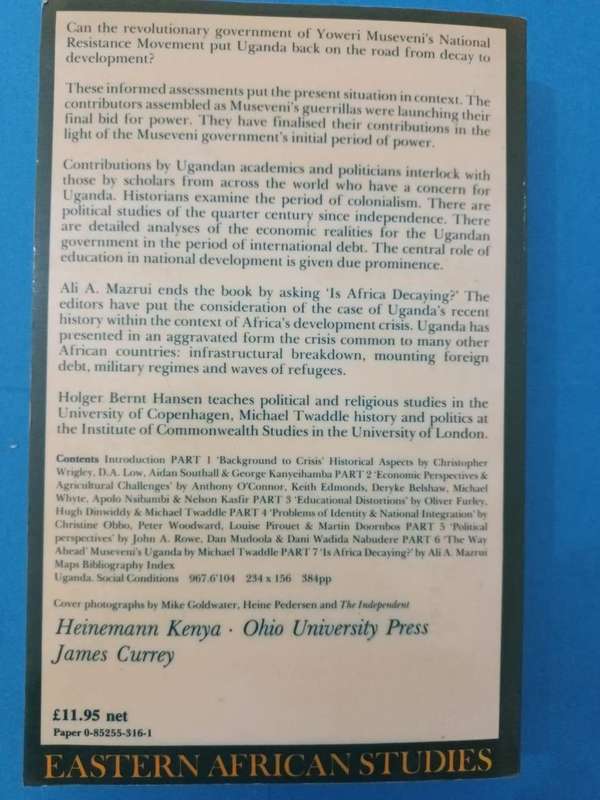 Can the revolutionary government of Yoweri Museveni's National
Resistance Movement put Uganda back on the road from decay to
development?
These informed assessments put the present situation in context. The
contributors assembled as Museveni's guerrillas were launching their
final bid for power. They have finalised their contributions in the
light of the Museveni government's initial period of power.
Contributions by Ugandan academics and politicians interlock with
those by scholars from across the world who have a concern for
Uganda. Historians examine the period of colonialism. There are
political studies of the quarter century since independence. There
are detailed analyses of the economic realities for the Ugandan
government in the period of international debt. The central role of
education in national development is given due prominence.
Ali A. Mazrui ends the book by asking 'Is Africa Decaying?' The
editors have put the consideration of the case of Uganda's recent
history within the context of Africa's development crisis. Uganda has
presented in an aggravated form the crisis common to many other
African countries: infrastructural breakdown, mounting foreign
debt, military regimes and waves of refugees.
Holger Bernt Hansen teaches political and religious studies in the
University of Copenhagen, Michael Twaddle history and politics at
the Institute of Commonwealth Studies in the University of London.
Contents Introduction PART 1 'Background to Crisis' Historical Aspects by Christopher
Wrigley, D.A. Low, Aidan Southall & George Kanyeihamba PART 2 'Economic Perspectives &
Agricultural Challenges' by Anthony O'Connor, Keith Edmonds, Deryke Belshaw, Michael
Whyte, Apolo Nsibambi & Nelson Kasfir PART 3 'Educational Distortions' by Oliver Furley,
Hugh Dinwiddy & Michael Twaddle PART 4 'Problems of Identity & National Integration' by
Christine Obbo, Peter Woodward, Louise Pirouet & Martin Doornbos PART 5 'Political
perspectives' by John A. Rowe, Dan Mudoola & Dani Wadida Nabudere PART 6 'The Way
Ahead' Museveni's Uganda by Michael Twaddle PART 7 'Is Africa Decaying?' by Ali A. Mazrui
Maps Bibliography Index
Uganda. Social Conditions 967.6'104 234 x 156 384pp
Cover photographs by Mike Goldwater, Heine Pedersen and The Independent
Heinemann Kenya · Ohio University Press
James Currey
£11.95 net
Paper 0-85255-316-1
EASTERN AFRICAN STUDIES